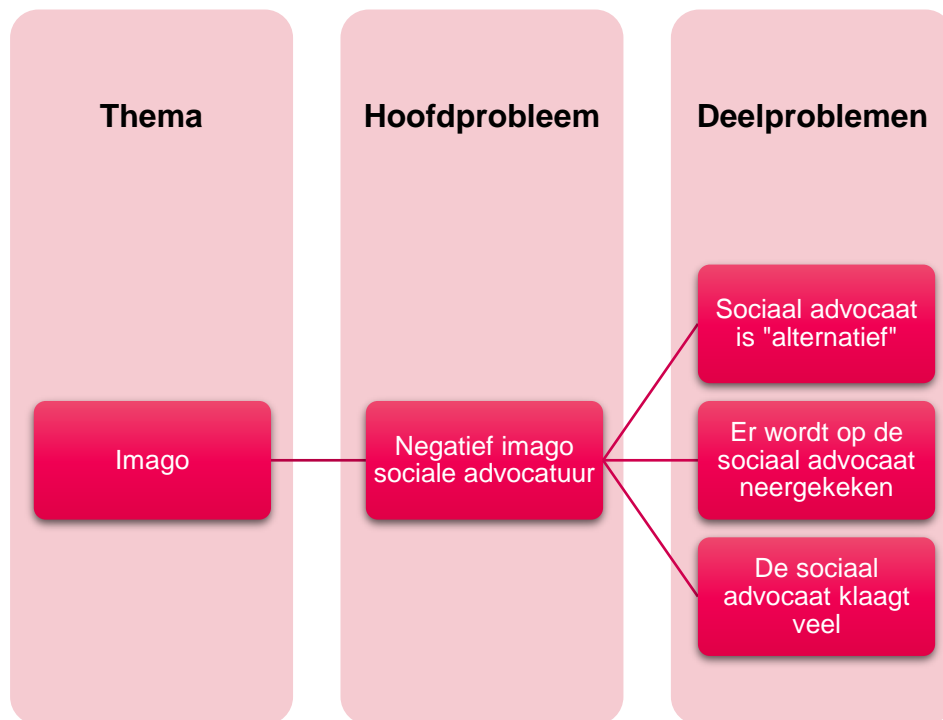 Thema
Hoofdprobleem
Deelproblemen
Imago
Negatief imago
sociale advocatuur
Sociaal advocaat
is "alternatief"
Er wordt op de
sociaal advocaat
neergekeken
De sociaal
advocaat klaagt
veel